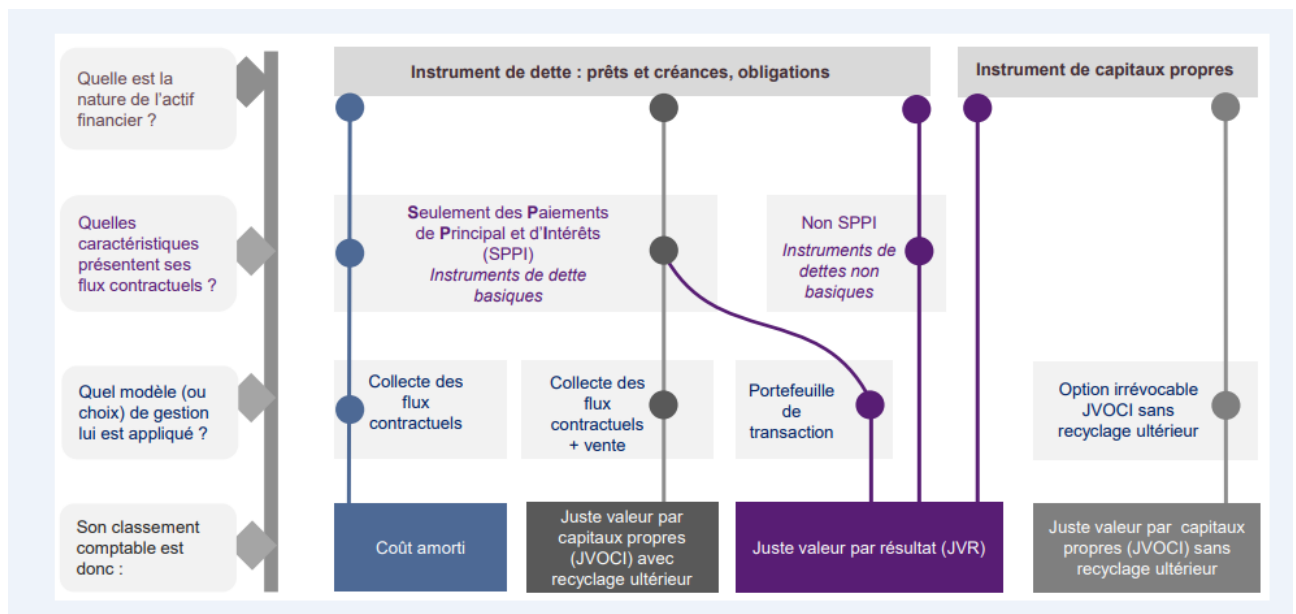 Quelle est la
nature de l'actif
financier ?
Instrument de dette : prêts et créances, obligations
Instrument de capitaux propres
Quelles
caractéristiques
présentent ses
flux contractuels ?
Seulement des Paiements
de Principal et d'Intérêts
(SPPI)
Instruments de dette
basiques
Non SPPI
Instruments de
dettes non
basiques
Quel modèle (ou
choix) de gestion
lui est appliqué ?
Collecte des
flux
contractuels
Collecte des
flux
contractuels
+ vente
Portefeuille
de
transaction
Option irrévocable
JVOCI sans
recyclage ultérieur
Son classement
comptable est
donc :
Coût amorti
Juste valeur par
capitaux propres
(JVOCI) avec
recyclage ultérieur
Juste valeur par résultat (JVR)
Juste valeur par capitaux
propres (JVOCI) sans
recyclage ultérieur